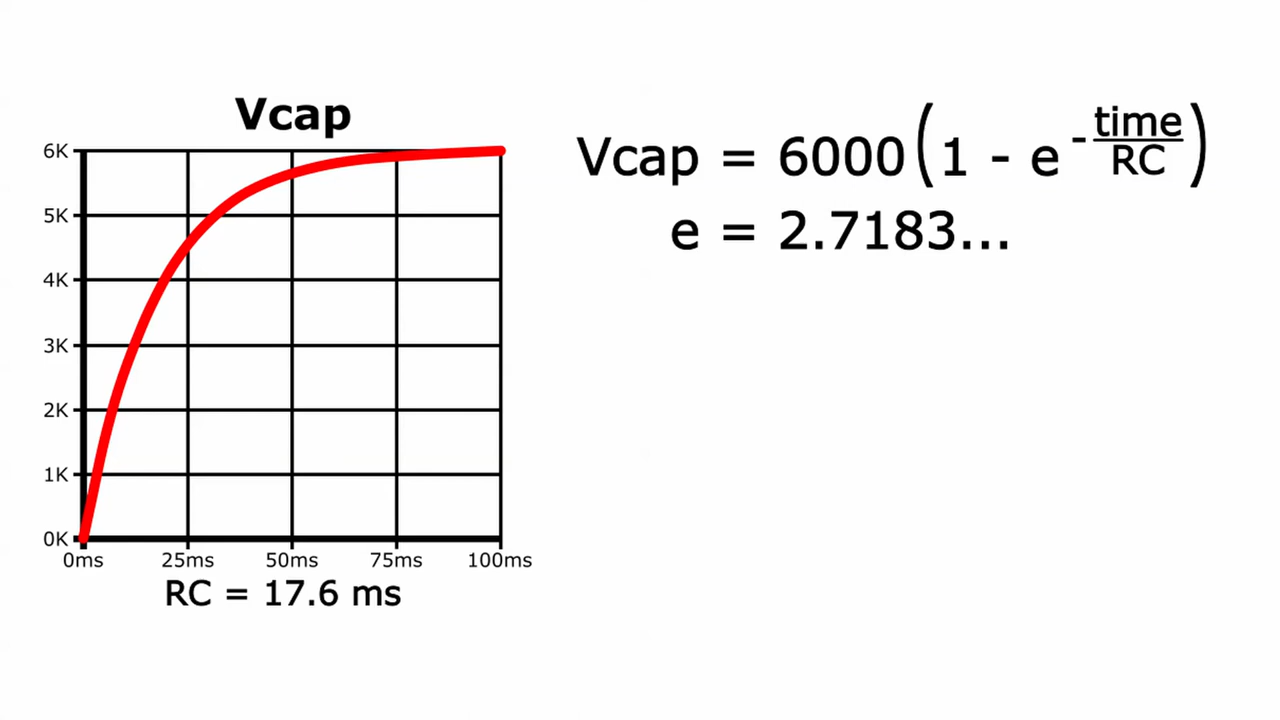 Vcap
6K
5K
4K
3K
2K
1K
0K
0ms 25ms 50ms 75ms 100ms
RC = 17.6 ms
Vcap = 6000(1 - e^-time/RC)
e = 2.7183...